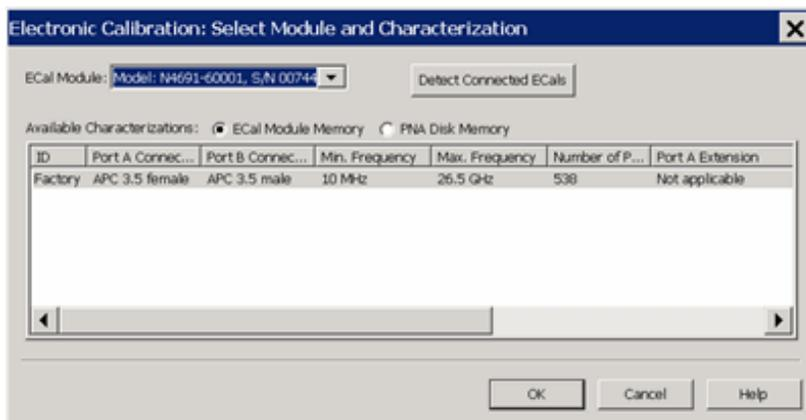 Electronic Calibration: Select Module and Characterization
ECal Module: Model: N4691-60001, S/N 00744
Detect Connected ECals
Available Characterizations: ECal Module Memory PNA Disk Memory
ID Port A Connec... Port B Connec... Min. Frequency Max. Frequency Number of P... Port A Extension
Factory APC 3.5 female APC 3.5 male 10 MHz 26.5 GHz 538 Not applicable
OK Cancel Help